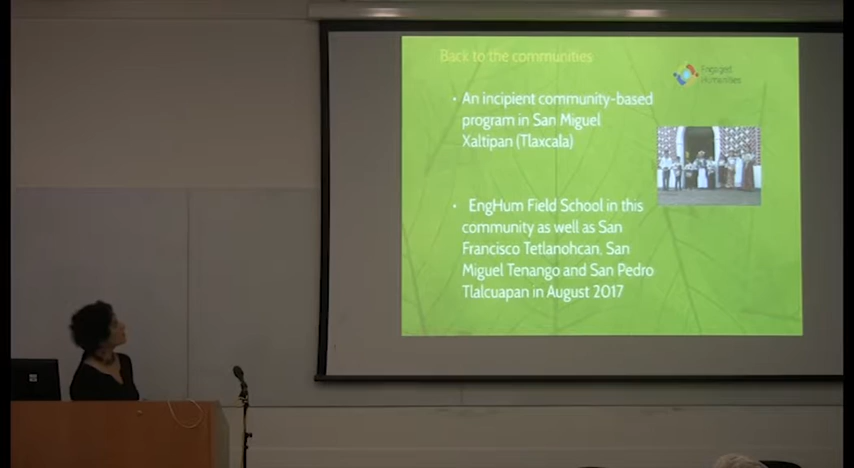 Back to the communities
Engaged
Humanities
• An incipient community-based
program in San Miguel
Xaltipan (Tlaxcala)
• EngHum Field School in this
community as well as San
Francisco Tetlanohcan, San
Miguel Tenango and San Pedro
Tlalcuapan in August 2017